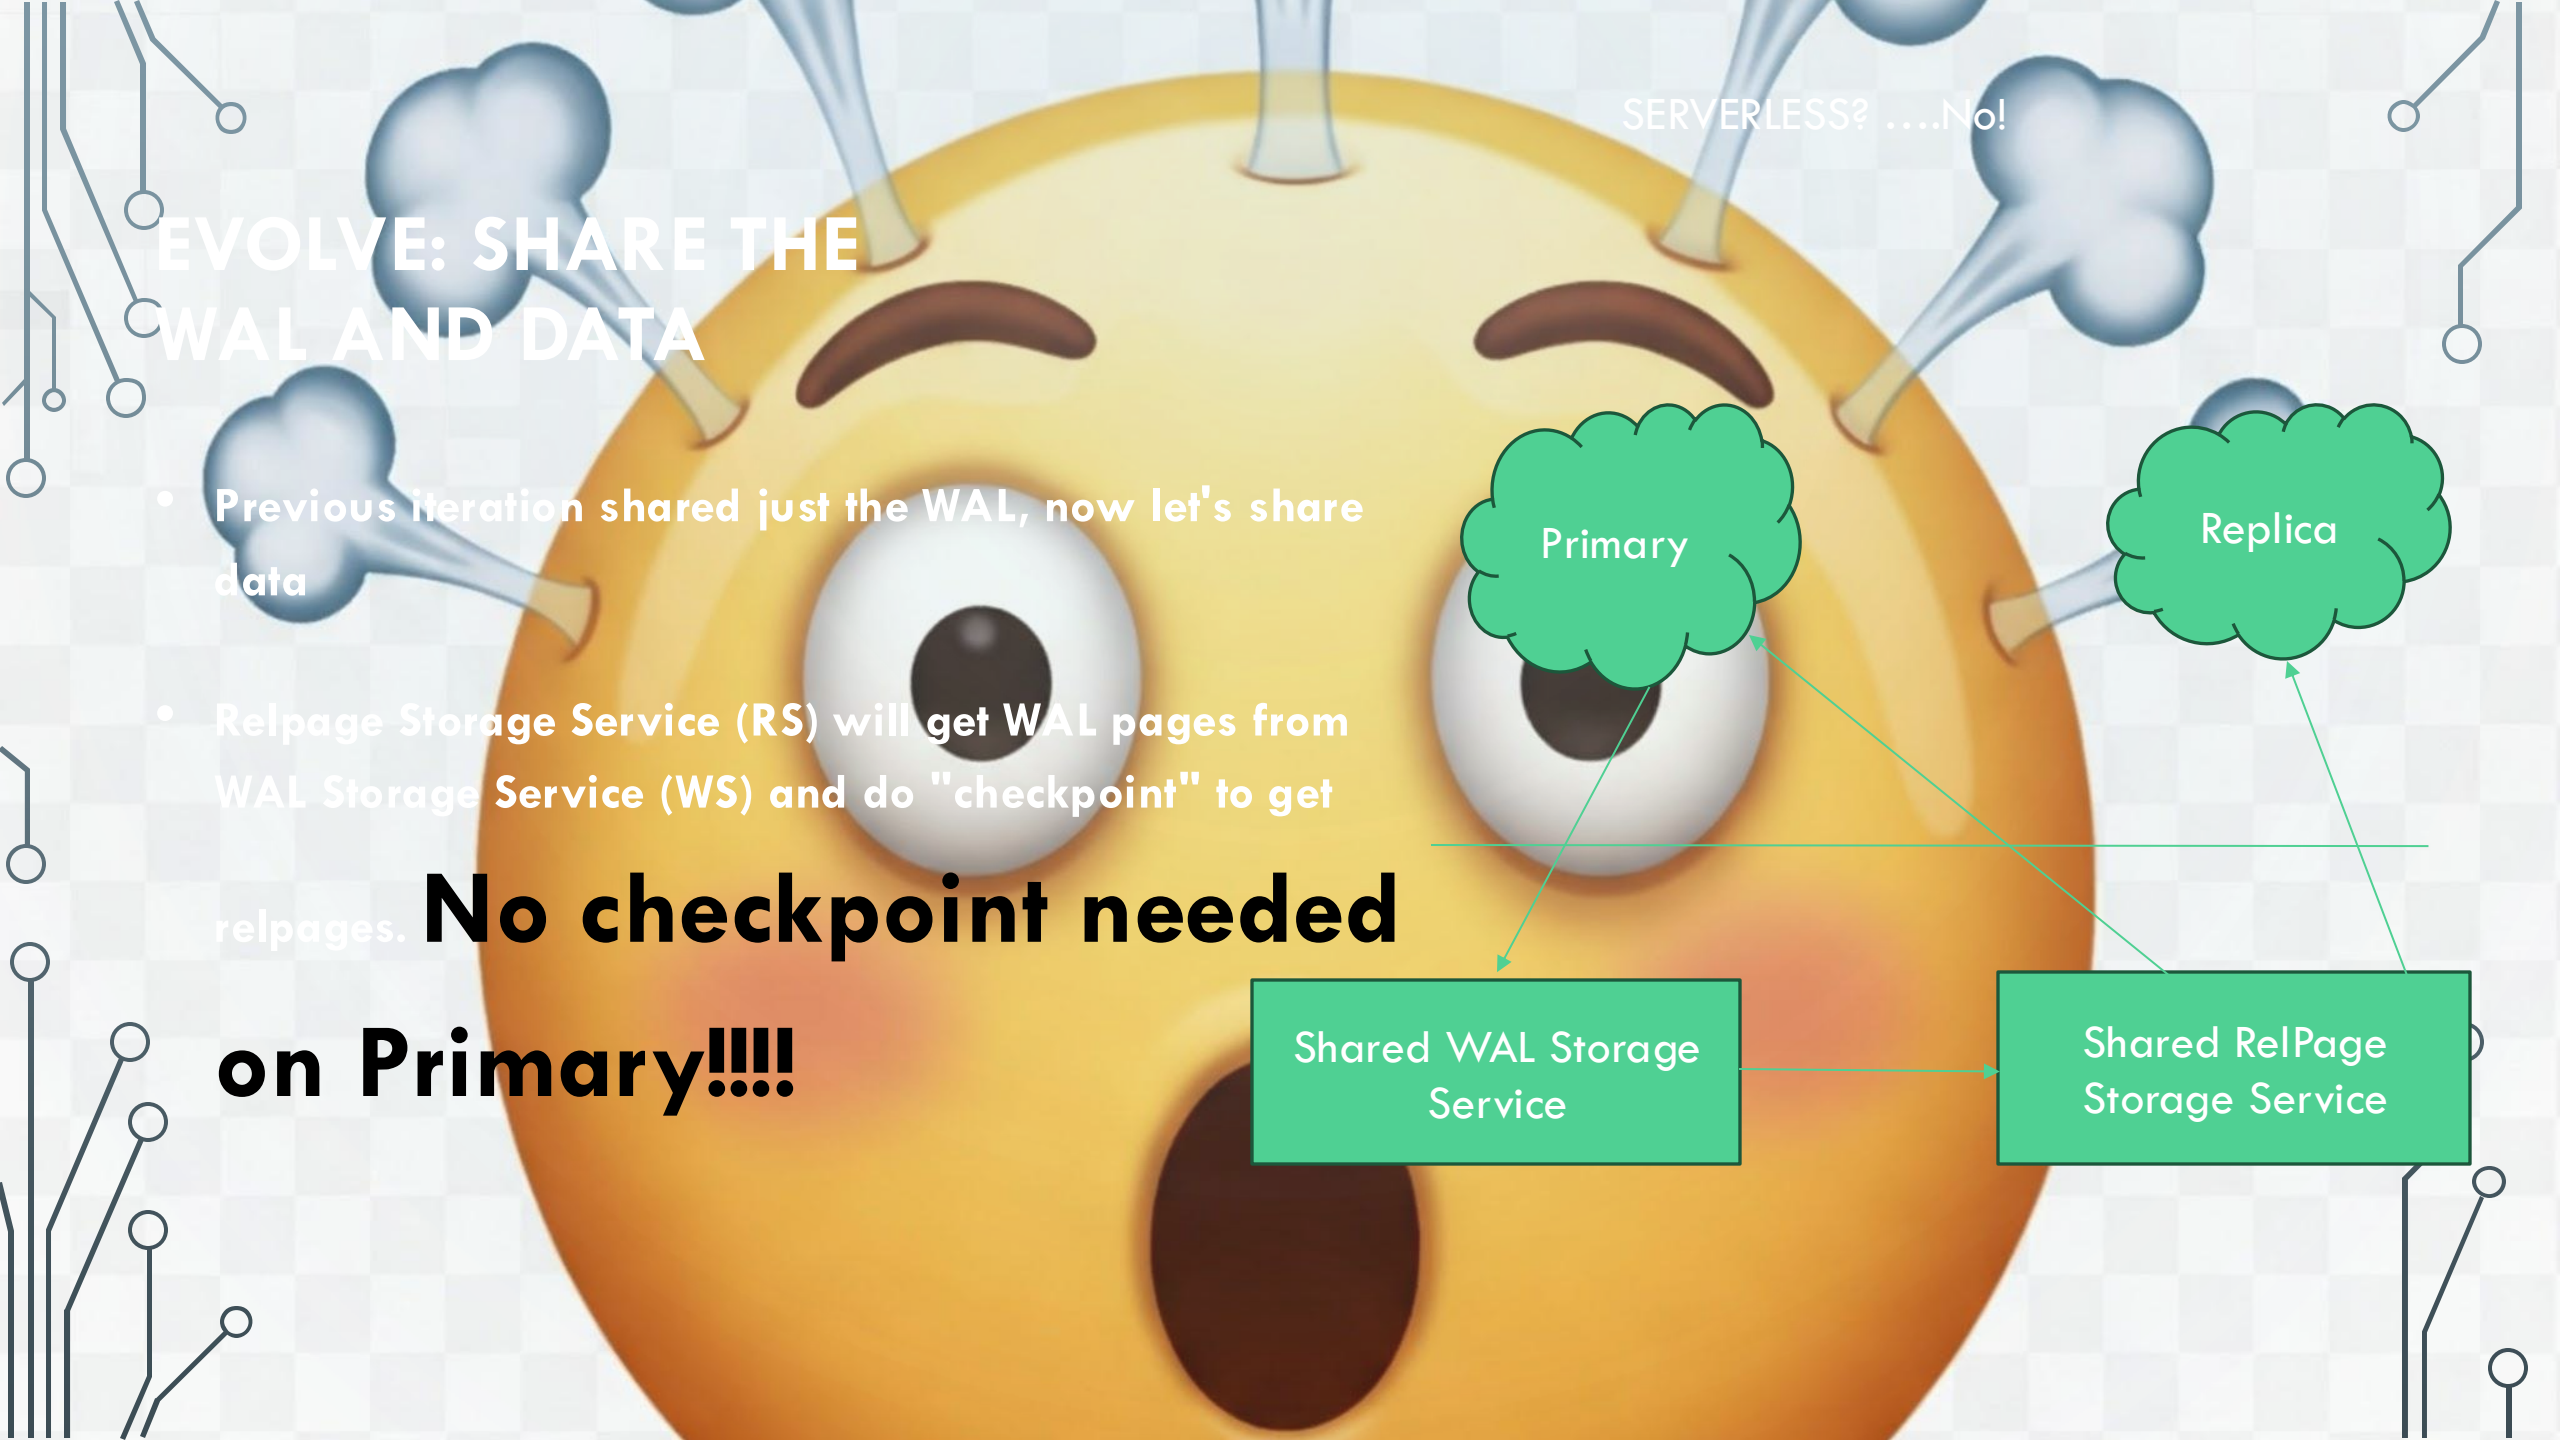 SERVERLESS? ....No!
EVOLVE: SHARE THE
WAL AND DATA
• Previous iteration shared just the WAL, now let's share
data
• Relpage Storage Service (RS) will get WAL pages from
WAL Storage Service (WS) and do "checkpoint" to get
relpages. No checkpoint needed
on Primary!!!!
Primary
Replica
Shared WAL Storage
Service
Shared RelPage
Storage Service